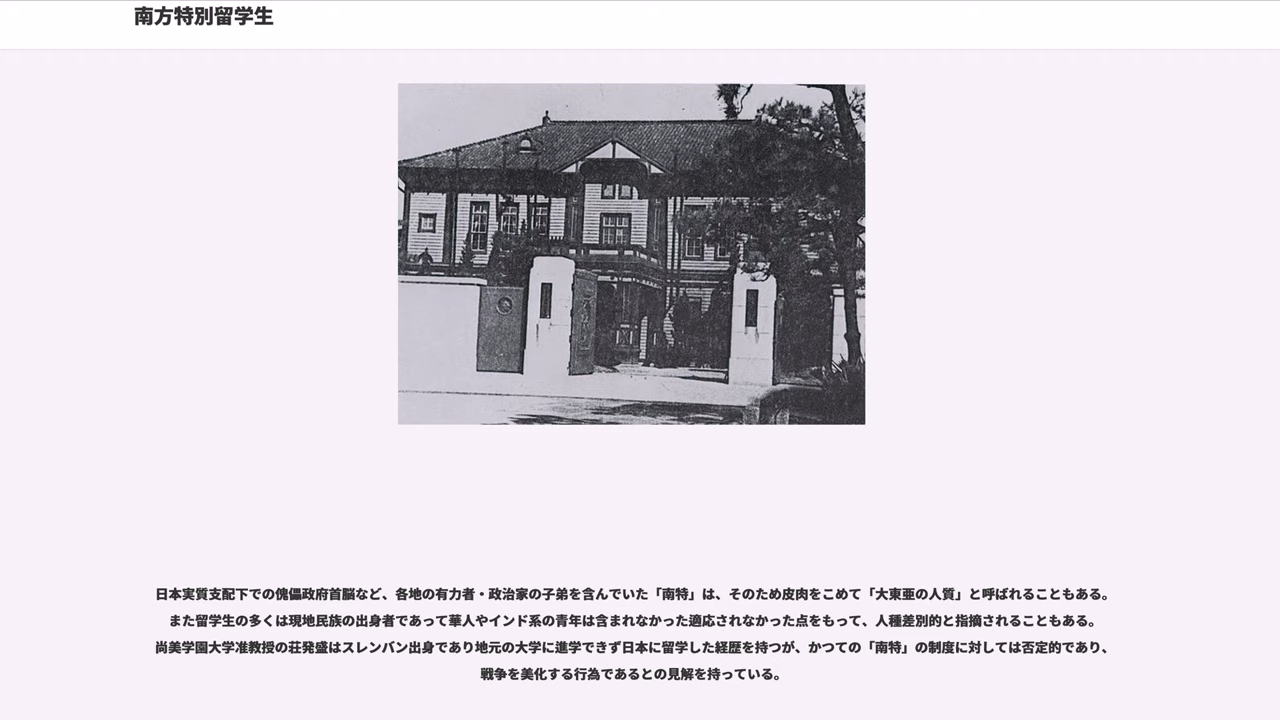 南方特別留学生
日本実質支配下での傀儡政府首脳など、各地の有力者・政治家の子弟を含んでいた「南特」は、そのため皮肉をこめて「大東亜の人質」と呼ばれることもある。
また留学生の多くは現地民族の出身者であって華人やインド系の青年は含まれなかった適応されなかった点をもって、人種差別的と指摘されることもある。
尚美学園大学准教授の荘発盛はスレンバン出身であり地元の大学に進学できず日本に留学した経歴を持つが、かつての「南特」の制度に対しては否定的であり、
戦争を美化する行為であるとの見解を持っている。